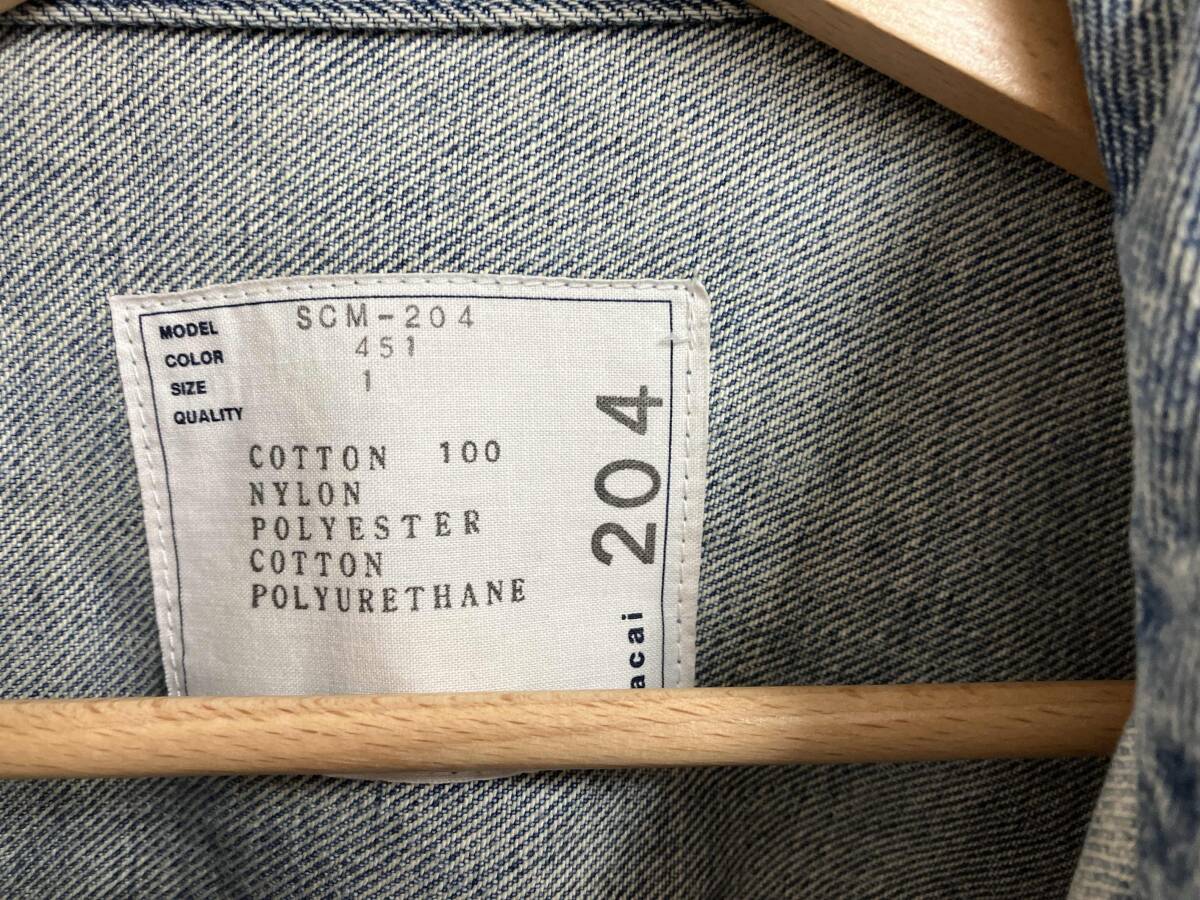 MODEL SCM-204
COLOR 451
SIZE 1
QUALITY
COTTON 100
NYLON
POLYESTER
COTTON
POLYURETHANE
204
acai